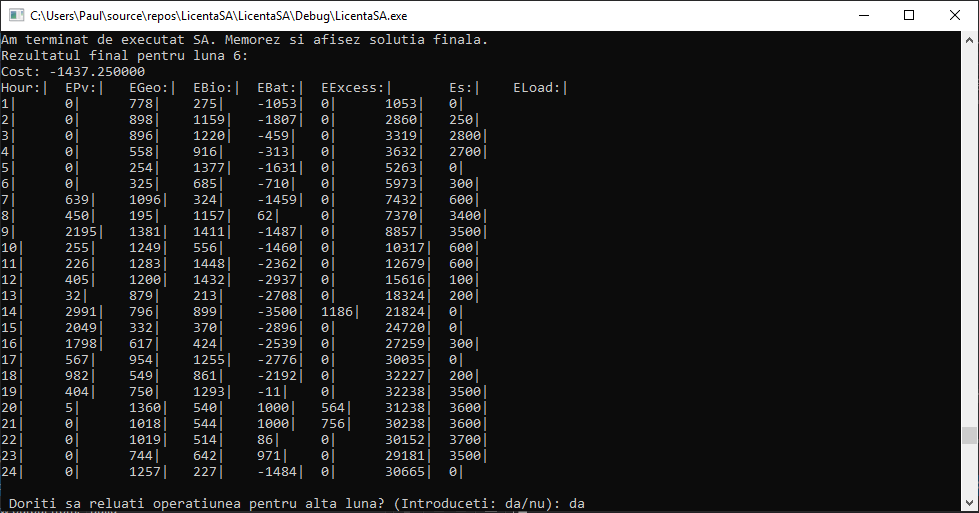 C:\Users\Paul\source\repos\LicentaSA\LicentaSA\Debug\LicentaSA.exe
Am terminat de executat SA. Memorez si afisez solutia finala.
Rezultatul final pentru luna 6:
Cost: -1437.250000
Hour:| EPv:| EGeo:| EBio:| EBat:| EExcess:| Es:| ELoad:|
1| 0| 778| 275| -1053| 0| 1053| 0|
2| 0| 898| 1159| -1807| 0| 2860| 250|
3| 0| 896| 1220| -459| 0| 3319| 2800|
4| 0| 558| 916| -313| 0| 3632| 2700|
5| 0| 254| 1377| -1631| 0| 5263| 0|
6| 0| 325| 685| -710| 0| 5973| 300|
7| 639| 1096| 324| -1459| 0| 7432| 600|
8| 450| 195| 1157| 62| 0| 7370| 3400|
9| 2195| 1381| 1411| -1487| 0| 8857| 3500|
10| 255| 1249| 556| -1460| 0| 10317| 600|
11| 226| 1283| 1448| -2362| 0| 12679| 600|
12| 405| 1200| 1432| -2937| 0| 15616| 100|
13| 32| 879| 213| -2708| 0| 18324| 200|
14| 2991| 796| 899| -3500| 1186| 21824| 0|
15| 2049| 332| 370| -2896| 0| 24720| 0|
16| 1798| 617| 424| -2539| 0| 27259| 300|
17| 567| 954| 1255| -2776| 0| 30035| 0|
18| 982| 549| 861| -2192| 0| 32227| 200|
19| 404| 750| 1293| -11| 0| 32238| 3500|
20| 5| 1360| 540| 1000| 564| 31238| 3600|
21| 0| 1018| 544| 1000| 756| 30238| 3600|
22| 0| 1019| 514| 86| 0| 30152| 3700|
23| 0| 744| 642| 971| 0| 29181| 3500|
24| 0| 1257| 227| -1484| 0| 30665| 0|
Doriti sa reluati operatiunea pentru alta luna? (Introduceti: da/nu): da